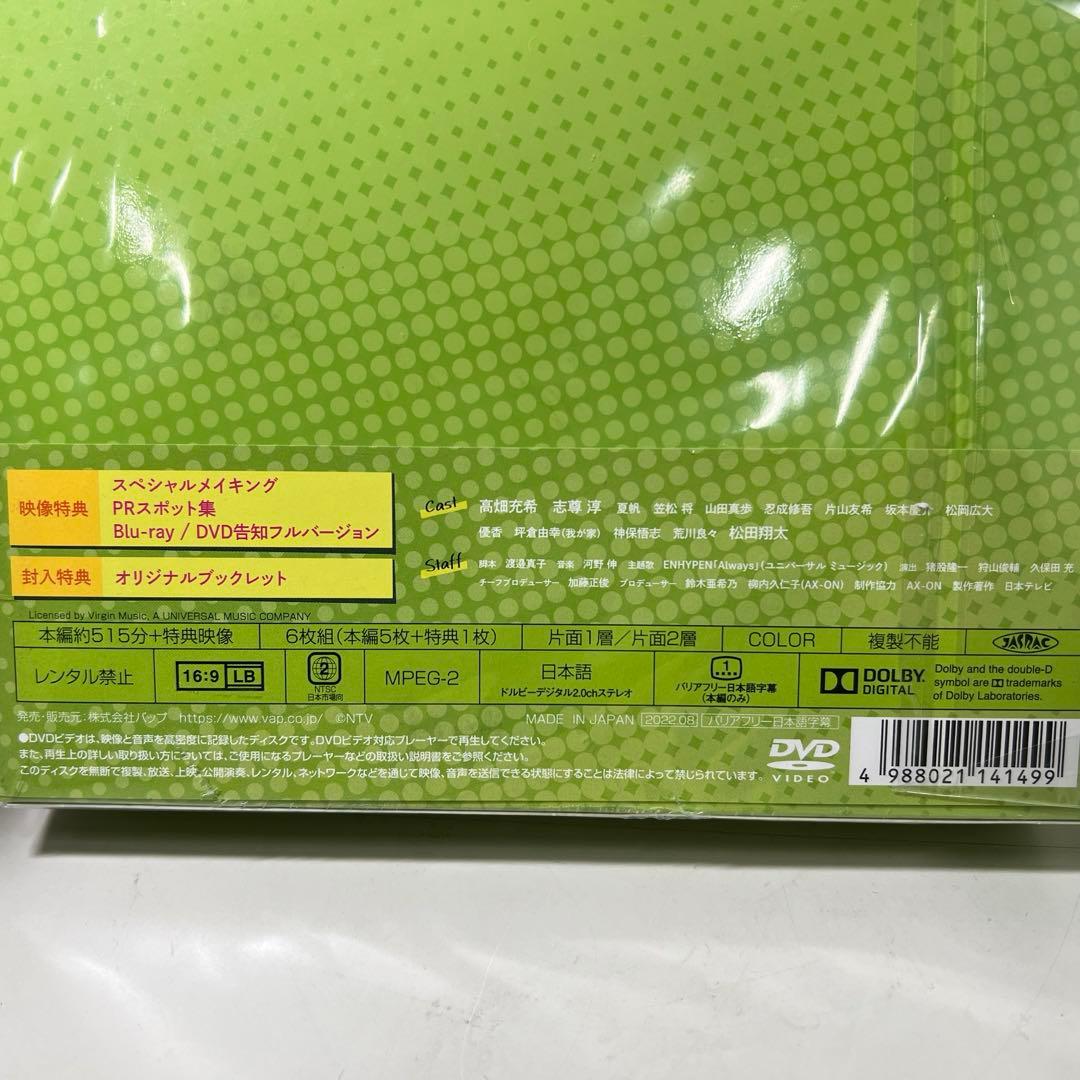 映像特典
スペシャルメイキング
PRスポット集
Blu-ray / DVD告知フルバージョン
封入特典 オリジナルブックレット
Cast 高畑充希 志尊 淳 夏帆 笠松 将 山田真歩 忍成修吾 片山友希 坂本 松岡広大
優香 坪倉由幸(我が家) 神保悟志 荒川良々 松田翔太
Staff 脚本 渡邉真子 音楽 河野 伸 主題歌 ENHYPEN「Always」(ユニバーサル ミュージック) 演出 猪股隆一 狩山俊輔 久保田 充
チーフプロデューサー 加藤正俊 プロデューサー 鈴木亜希乃 柳内久仁子(AX-ON) 制作協力 AX-ON 製作著作 日本テレビ
Licensed by Virgin Music, A UNIVERSAL MUSIC COMPANY
本編約515分+特典映像 6枚組(本編5枚+特典1枚) 片面1層/片面2層 COLOR 複製不能 JASRAC
レンタル禁止 16:9 LB 2 NTSC 日本市場向 MPEG-2 日本語 ドルビーデジタル2.0chステレオ 1 バリアフリー日本語字幕 (本編のみ) DOLBY DIGITAL Dolby and the double-D symbol are trademarks of Dolby Laboratories.
発売・販売元:株式会社バップ https://www.vap.co.jp/ ©NTV MADE IN JAPAN 2022.08 バリアフリー日本語字幕
●DVDビデオは、映像と音声を高密度に記録したディスクです。DVDビデオ対応プレーヤーで再生してください。
また、再生上の詳しい取り扱い方については、ご使用になるプレーヤーなどの取扱い説明書をご参照ください。
このディスクを無断で複製、放送、上映、公開演奏、レンタル、ネットワークなどを通じて映像、音声を送信できる状態にすることは法律によって禁じられています。
DVD VIDEO
4 988021 141499